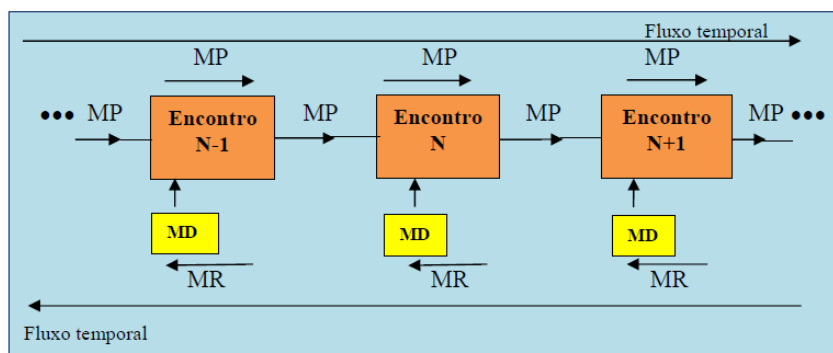 Fluxo temporal
MP MP MP
••• MP Encontro MP Encontro MP Encontro MP •••
N-1 N N+1
MD MD MD
MR MR MR
Fluxo temporal